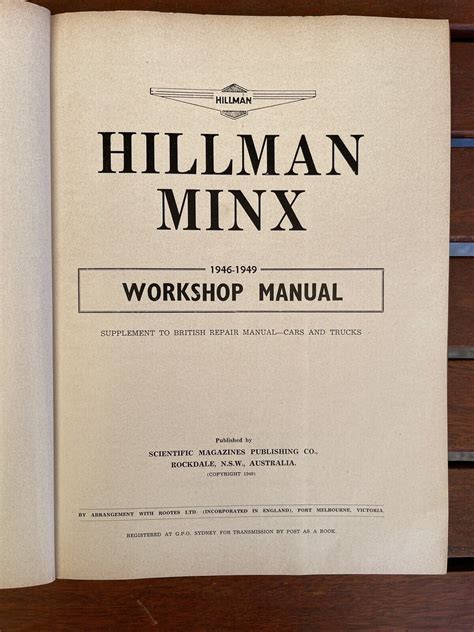 HILLMAN
HILLMAN
MINX
1946-1949
WORKSHOP MANUAL
SUPPLEMENT TO BRITISH REPAIR MANUAL—CARS AND TRUCKS
Published by
SCIENTIFIC MAGAZINES PUBLISHING CO.,
ROCKDALE, N.S.W., AUSTRALIA.
(COPYRIGHT 1949)
BY ARRANGEMENT WITH ROOTES LTD. (INCORPORATED IN ENGLAND), PORT MELBOURNE, VICTORIA.
REGISTERED AT G.P.O. SYDNEY FOR TRANSMISSION BY POST AS A BOOK.